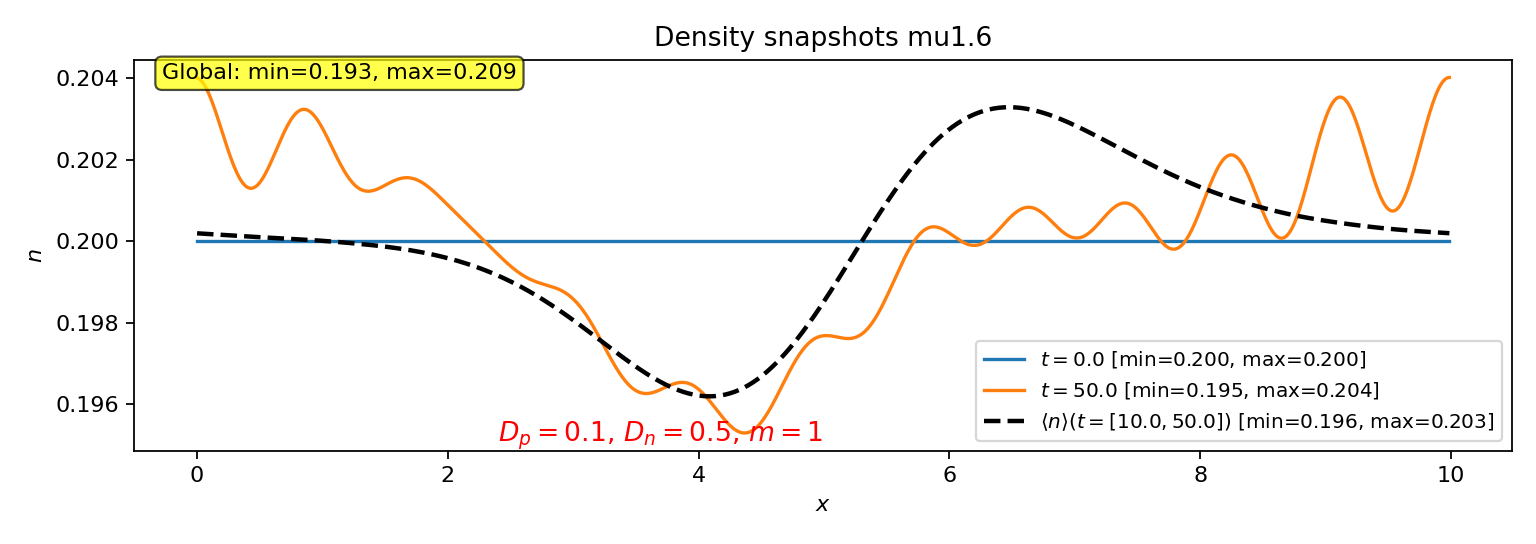 Density snapshots mu1.6
Global: min=0.193, max=0.209
0.204
0.202
0.200
0.198
0.196
n
t = 0.0 [min=0.200, max=0.200]
t = 50.0 [min=0.195, max=0.204]
⟨n⟩(t = [10.0, 50.0]) [min=0.196, max=0.203]
D_p = 0.1, D_n = 0.5, m = 1
0 2 4 6 8 10
x